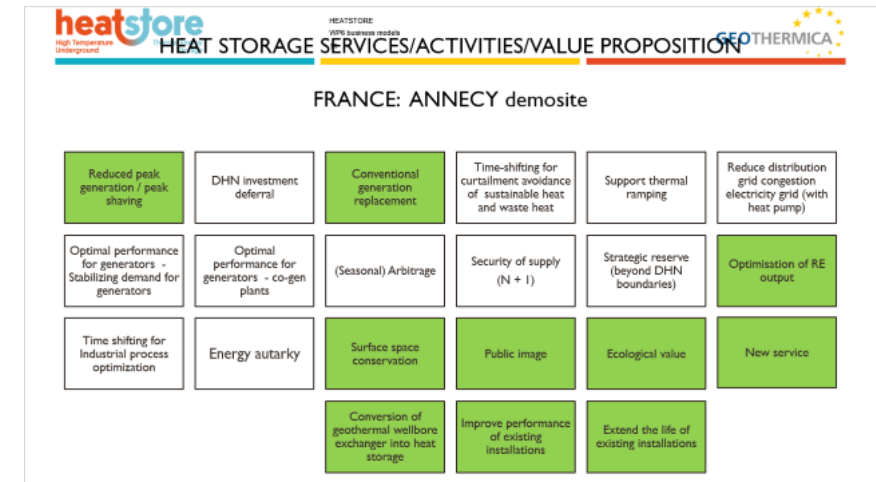 heatstore
High Temperature
Underground
HEATSTORE
WP6 business models
HEAT STORAGE SERVICES/ACTIVITIES/VALUE PROPOSITION
GEOTHERMICA
FRANCE: ANNECY demosite
Reduced peak
generation / peak
shaving
DHN investment
deferral
Conventional
generation
replacement
Time-shifting for
curtailment avoidance
of sustainable heat
and waste heat
Support thermal
ramping
Reduce distribution
grid congestion
electricity grid (with
heat pump)
Optimal performance
for generators -
Stabilizing demand for
generators
Optimal
performance for
generators - co-gen
plants
(Seasonal) Arbitrage
Security of supply
(N + 1)
Strategic reserve
(beyond DHN
boundaries)
Optimisation of RE
output
Time shifting for
Industrial process
optimization
Energy autarky
Surface space
conservation
Public image
Ecological value
New service
Conversion of
geothermal wellbore
exchanger into heat
storage
Improve performance
of existing
installations
Extend the life of
existing installations